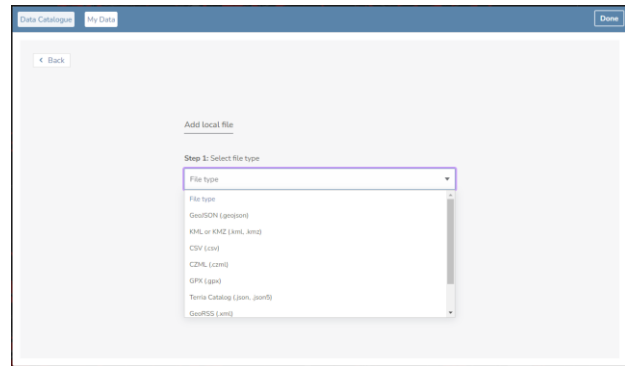 Data Catalogue My Data Done
< Back
Add local file
Step 1: Select file type
File type
File type
GeoJSON (.geojson)
KML or KMZ (.kml, .kmz)
CSV (.csv)
CZML (.czml)
GPX (.gpx)
Terria Catalog (.json, .json5)
GeoRSS (.xml)